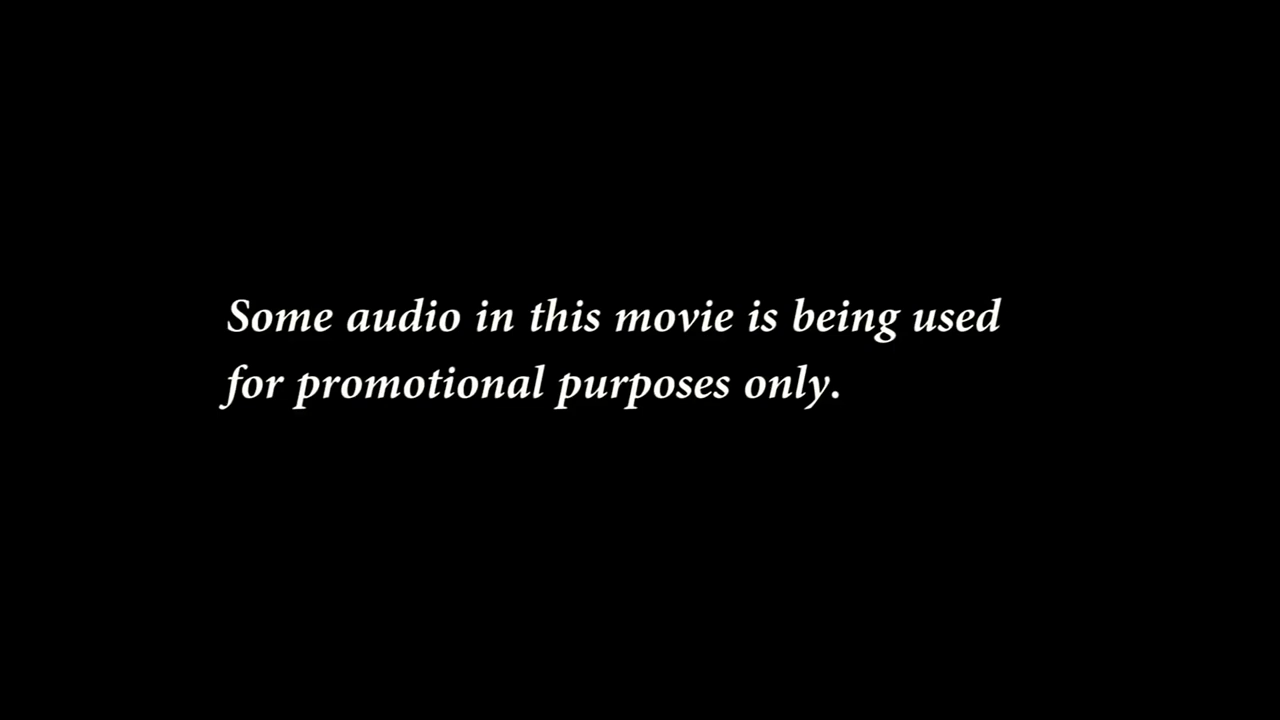 Some audio in this movie is being used
for promotional purposes only.